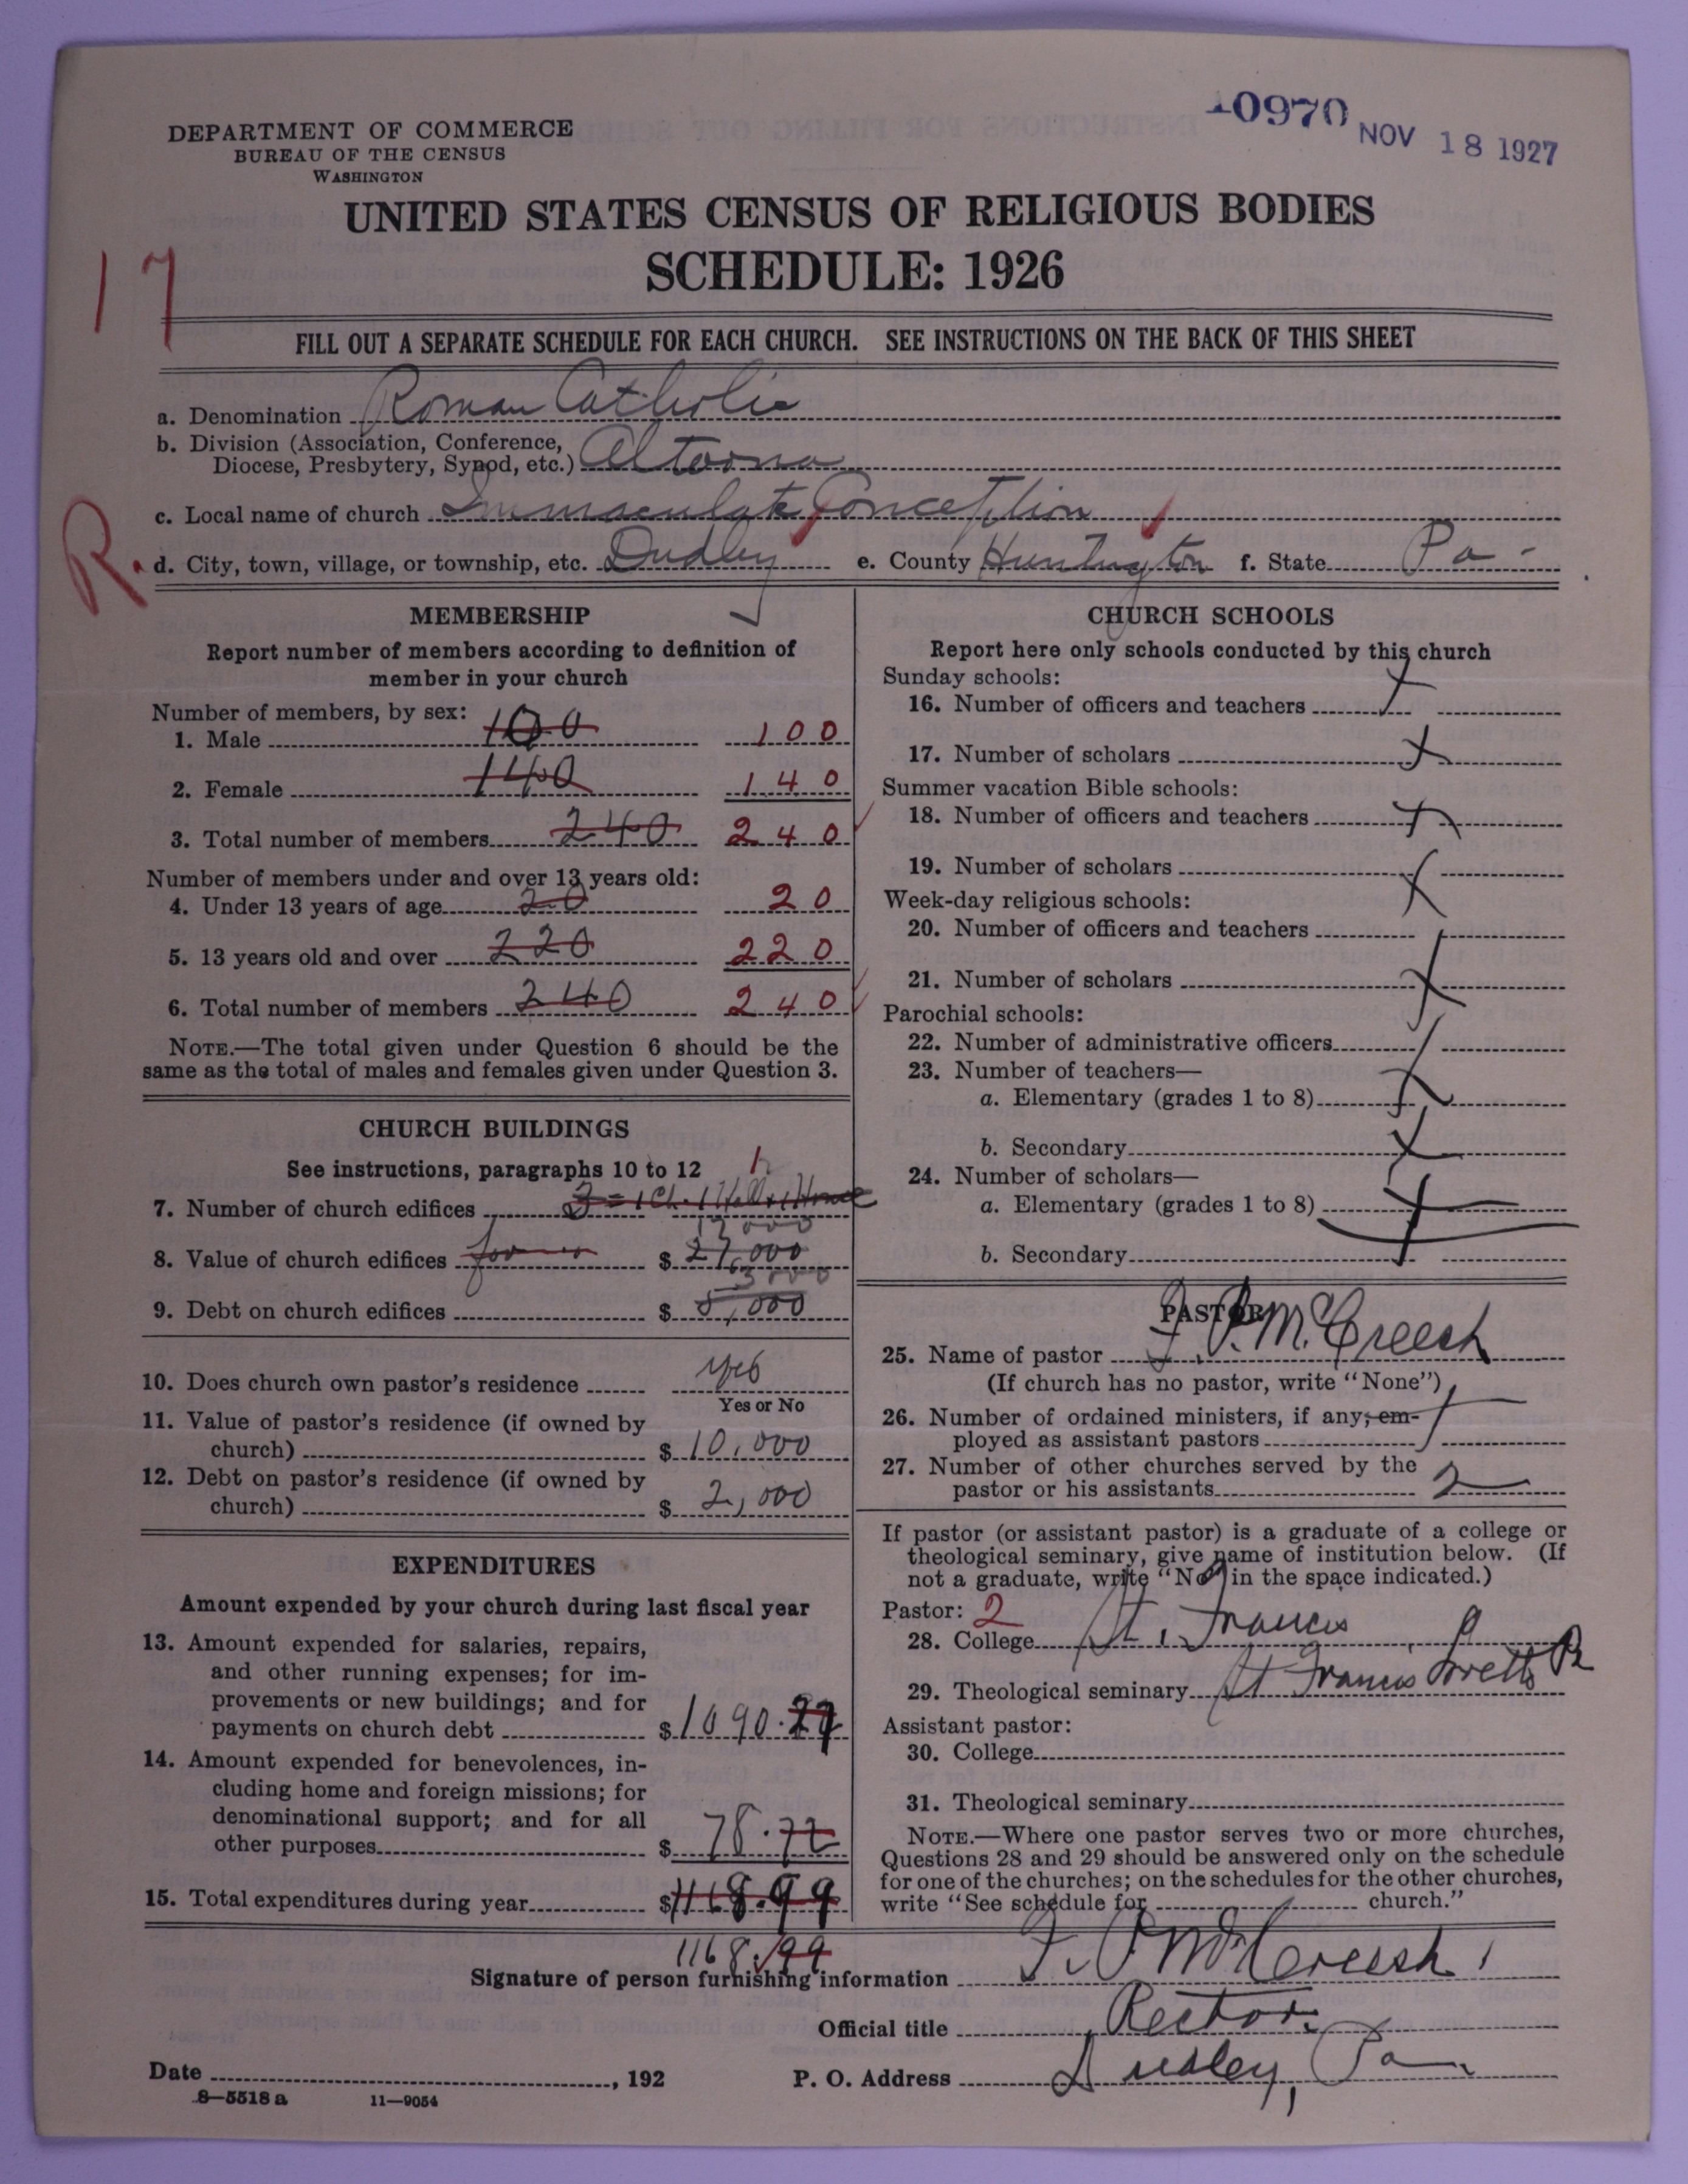 10970 NOV 18 1927
DEPARTMENT OF COMMERCE
BUREAU OF THE CENSUS
WASHINGTON
UNITED STATES CENSUS OF RELIGIOUS BODIES
SCHEDULE: 1926
17
FILL OUT A SEPARATE SCHEDULE FOR EACH CHURCH. SEE INSTRUCTIONS ON THE BACK OF THIS SHEET
a. Denomination Roman Catholic
b. Division (Association, Conference,
Diocese, Presbytery, Synod, etc.) Altoona
c. Local name of church Immaculate Conception
R. d. City, town, village, or township, etc. Dudley e. County Huntington f. State Pa.
MEMBERSHIP
Report number of members according to definition of
member in your church
Number of members, by sex:
1. Male 100 100
2. Female 140 140
3. Total number of members 240 240
Number of members under and over 13 years old:
4. Under 13 years of age 20 20
5. 13 years old and over 220 220
6. Total number of members 240 240
NOTE.—The total given under Question 6 should be the
same as the total of males and females given under Question 3.
CHURCH BUILDINGS
See instructions, paragraphs 10 to 12 1
7. Number of church edifices 3 = 1 Ch. 1 Hall + 1 House
8. Value of church edifices for $ 27,000
17000
9. Debt on church edifices $ 5,000
3000
10. Does church own pastor's residence yes
Yes or No
11. Value of pastor's residence (if owned by
church) $ 10,000
12. Debt on pastor's residence (if owned by
church) $ 2,000
EXPENDITURES
Amount expended by your church during last fiscal year
13. Amount expended for salaries, repairs,
and other running expenses; for im-
provements or new buildings; and for
payments on church debt $ 1090.27
14. Amount expended for benevolences, in-
cluding home and foreign missions; for
denominational support; and for all
other purposes $ 78.72
15. Total expenditures during year $ 1168.99
1168.99
CHURCH SCHOOLS
Report here only schools conducted by this church
Sunday schools:
16. Number of officers and teachers
17. Number of scholars
Summer vacation Bible schools:
18. Number of officers and teachers
19. Number of scholars
Week-day religious schools:
20. Number of officers and teachers
21. Number of scholars
Parochial schools:
22. Number of administrative officers
23. Number of teachers—
a. Elementary (grades 1 to 8)
b. Secondary
24. Number of scholars—
a. Elementary (grades 1 to 8)
b. Secondary
PASTOR
25. Name of pastor J. P. McCreesh
(If church has no pastor, write "None")
26. Number of ordained ministers, if any, em-
ployed as assistant pastors
27. Number of other churches served by the
pastor or his assistants 2
If pastor (or assistant pastor) is a graduate of a college or
theological seminary, give name of institution below. (If
not a graduate, write "No" in the space indicated.)
Pastor: 2
28. College St. Francis
29. Theological seminary St Francis Loretto Pa
Assistant pastor:
30. College
31. Theological seminary
NOTE.—Where one pastor serves two or more churches,
Questions 28 and 29 should be answered only on the schedule
for one of the churches; on the schedules for the other churches,
write "See schedule for church."
Signature of person furnishing information J. P. McCreesh
Official title Rector.
Date , 192 P. O. Address Dudley, Pa.
8—5518 a 11—9054